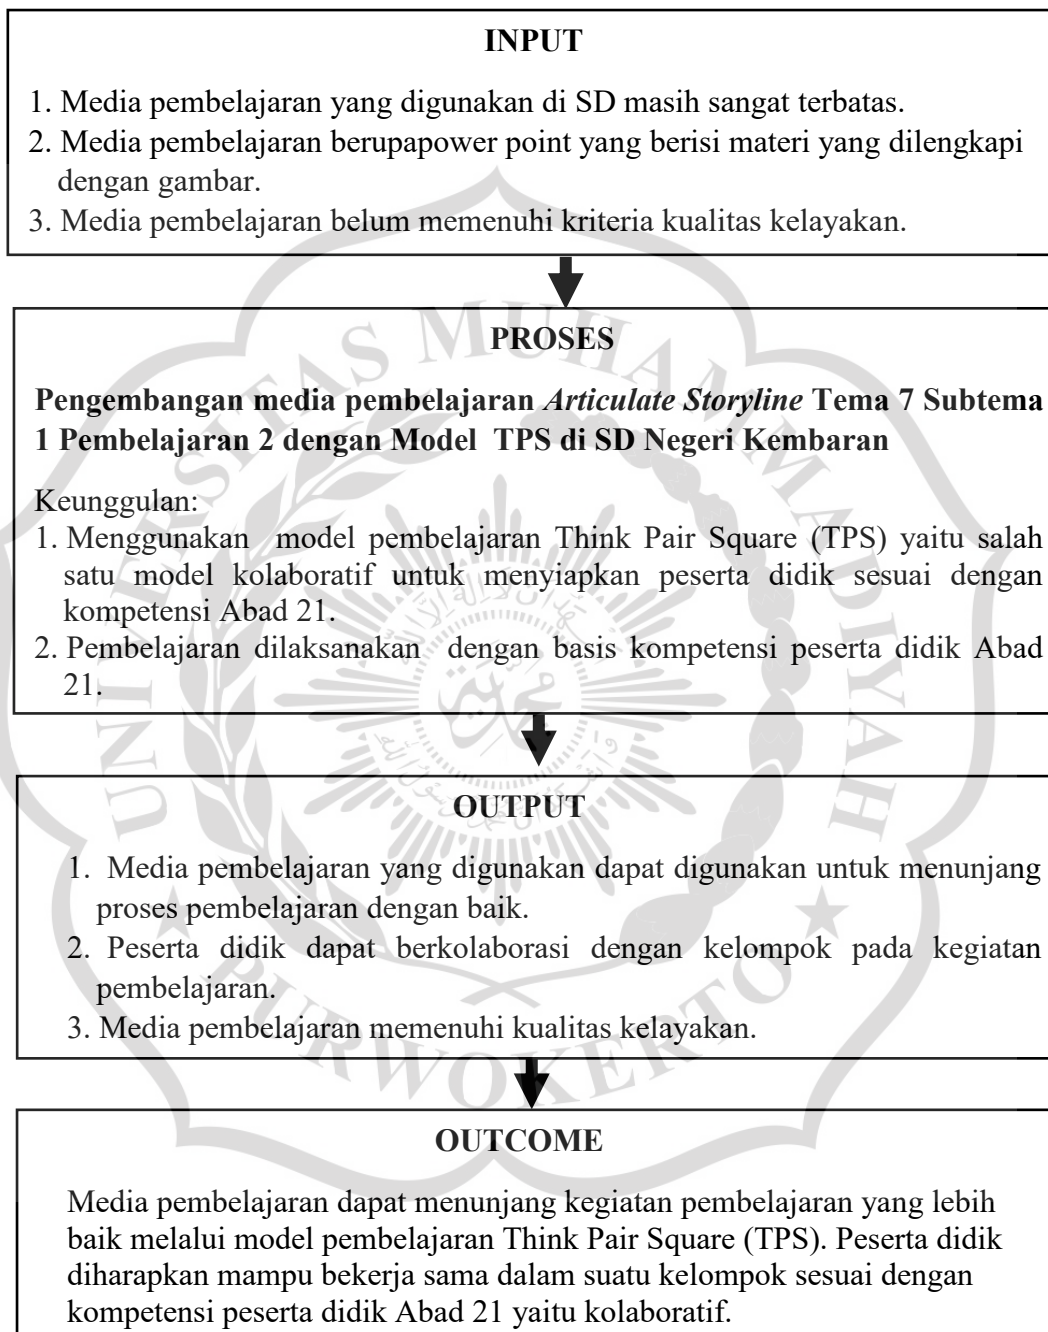 INPUT
1. Media pembelajaran yang digunakan di SD masih sangat terbatas.
2. Media pembelajaran berupapower point yang berisi materi yang dilengkapi
dengan gambar.
3. Media pembelajaran belum memenuhi kriteria kualitas kelayakan.
PROSES
Pengembangan media pembelajaran Articulate Storyline Tema 7 Subtema
1 Pembelajaran 2 dengan Model TPS di SD Negeri Kembaran
Keunggulan:
1. Menggunakan model pembelajaran Think Pair Square (TPS) yaitu salah
satu model kolaboratif untuk menyiapkan peserta didik sesuai dengan
kompetensi Abad 21.
2. Pembelajaran dilaksanakan dengan basis kompetensi peserta didik Abad
21.
OUTPUT
1. Media pembelajaran yang digunakan dapat digunakan untuk menunjang
proses pembelajaran dengan baik.
2. Peserta didik dapat berkolaborasi dengan kelompok pada kegiatan
pembelajaran.
3. Media pembelajaran memenuhi kualitas kelayakan.
OUTCOME
Media pembelajaran dapat menunjang kegiatan pembelajaran yang lebih
baik melalui model pembelajaran Think Pair Square (TPS). Peserta didik
diharapkan mampu bekerja sama dalam suatu kelompok sesuai dengan
kompetensi peserta didik Abad 21 yaitu kolaboratif.
UNIVERSITAS MUHAMMADIYAH
PURWOKERTO